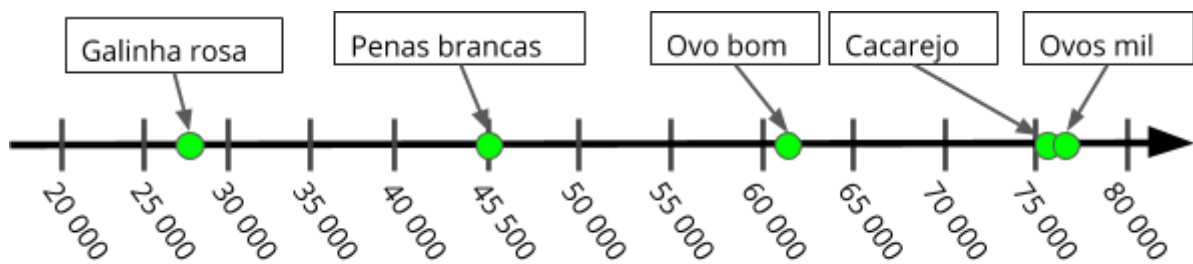 Galinha rosa
Penas brancas
Ovo bom
Cacarejo
Ovos mil
20 000
25 000
30 000
35 000
40 000
45 500
50 000
55 000
60 000
65 000
70 000
75 000
80 000